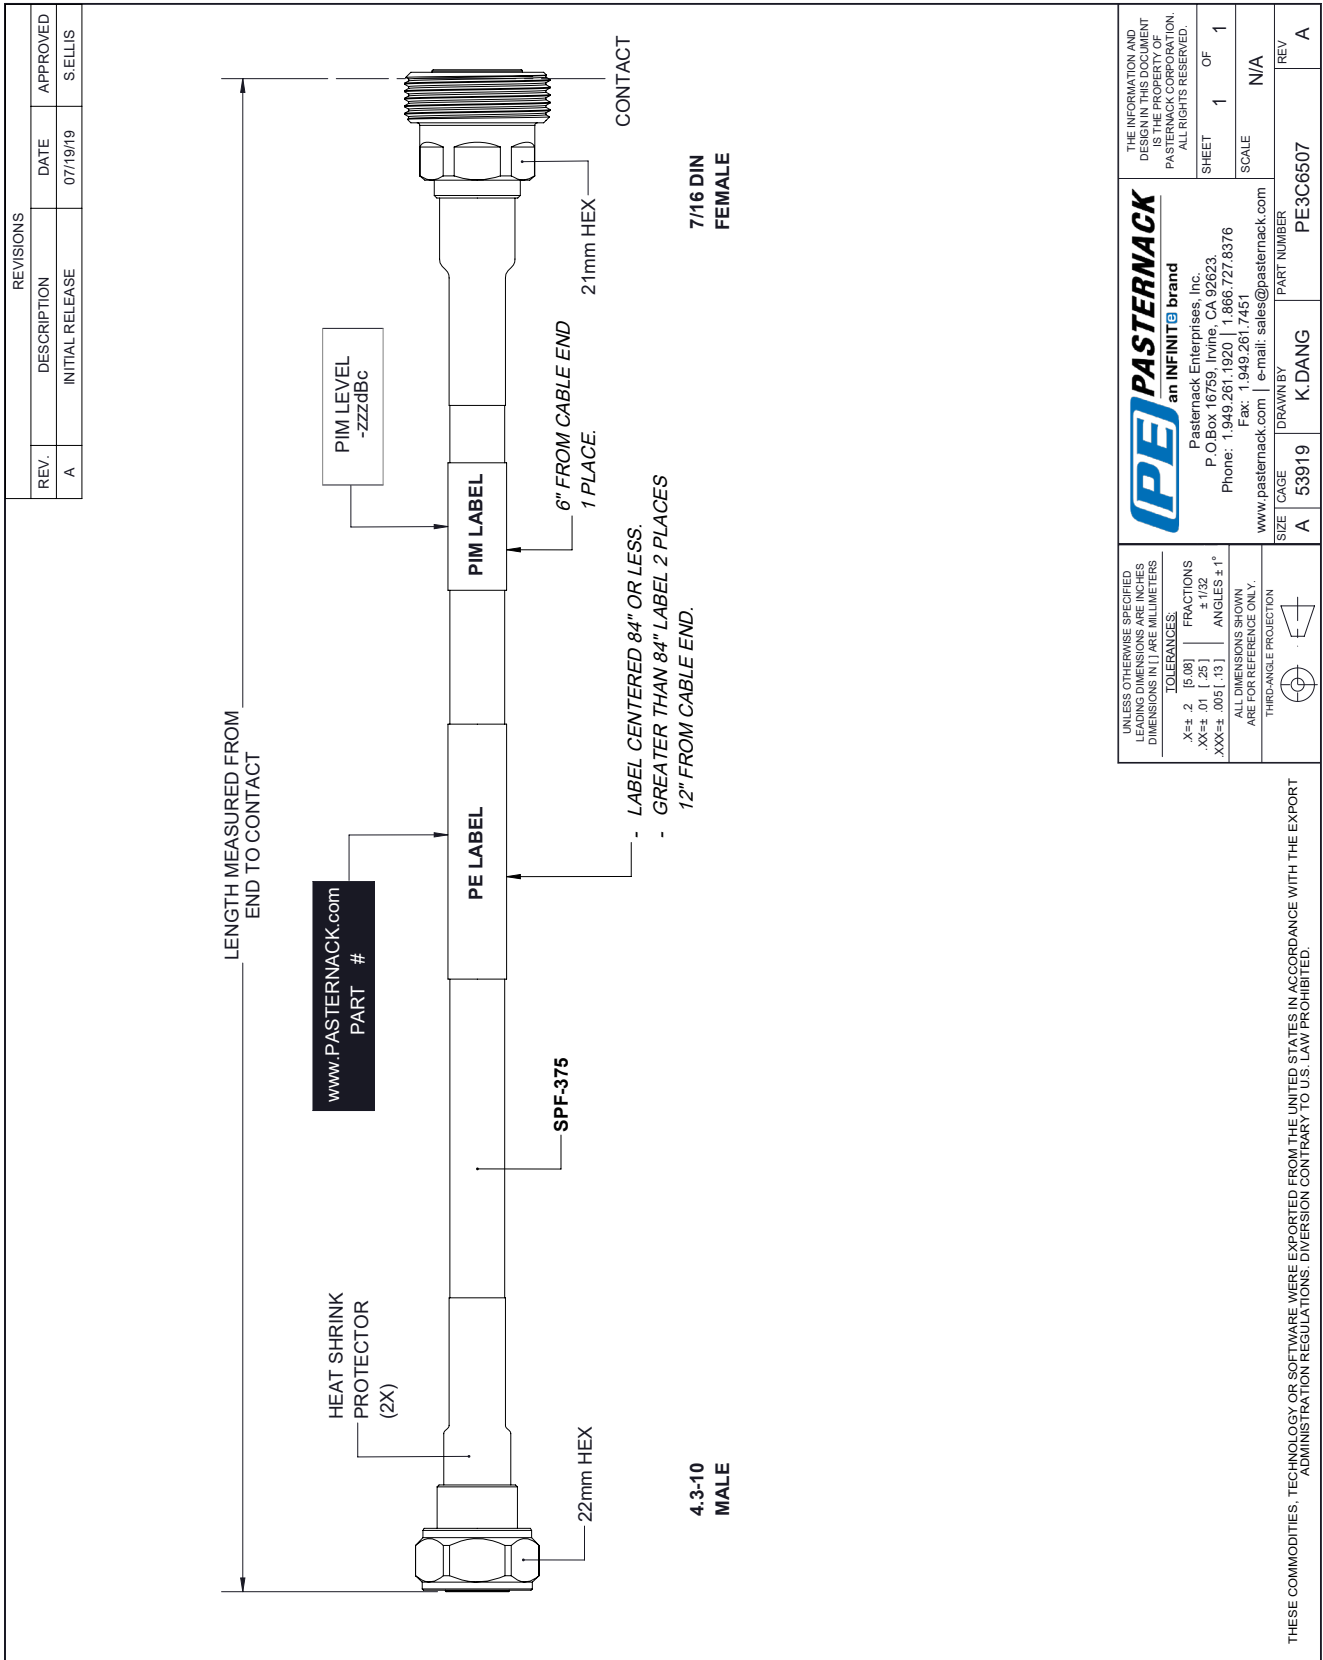 REVISIONS
REV. DESCRIPTION DATE APPROVED
A INITIAL RELEASE 07/19/19 S.ELLIS
LENGTH MEASURED FROM
END TO CONTACT
HEAT SHRINK
PROTECTOR
(2X)
www.PASTERNACK.com
PART #
PIM LEVEL
-zzzdBc
PE LABEL
PIM LABEL
22mm HEX
SPF-375
6" FROM CABLE END
1 PLACE.
21mm HEX
CONTACT
- LABEL CENTERED 84" OR LESS.
- GREATER THAN 84" LABEL 2 PLACES
12" FROM CABLE END.
4.3-10
MALE
7/16 DIN
FEMALE
UNLESS OTHERWISE SPECIFIED
LEADING DIMENSIONS ARE INCHES
DIMENSIONS IN [ ] ARE MILLIMETERS
TOLERANCES:
.X=± .2 [5.08] FRACTIONS
.XX=± .01 [ .25 ] ± 1/32
.XXX=± .005 [ .13 ] ANGLES ± 1°
ALL DIMENSIONS SHOWN
ARE FOR REFERENCE ONLY.
THIRD-ANGLE PROJECTION
PE PASTERNACK
an INFINITe brand
Pasternack Enterprises, Inc.
P.O.Box 16759, Irvine, CA 92623.
Phone: 1.949.261.1920 | 1.866.727.8376
Fax: 1.949.261.7451
www.pasternack.com | e-mail: sales@pasternack.com
THE INFORMATION AND
DESIGN IN THIS DOCUMENT
IS THE PROPERTY OF
PASTERNACK CORPORATION.
ALL RIGHTS RESERVED.
SHEET 1 OF 1
SCALE N/A
SIZE A
CAGE 53919
DRAWN BY K.DANG
PART NUMBER PE3C6507
REV A
THESE COMMODITIES, TECHNOLOGY OR SOFTWARE WERE EXPORTED FROM THE UNITED STATES IN ACCORDANCE WITH THE EXPORT
ADMINISTRATION REGULATIONS. DIVERSION CONTRARY TO U.S. LAW PROHIBITED.